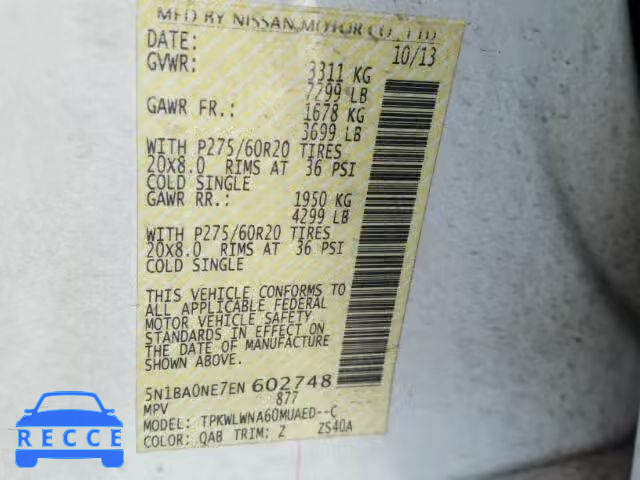 MFD BY NISSAN MOTOR CO., LTD
DATE: 10/13
GVWR: 3311 KG
7299 LB
GAWR FR.: 1678 KG
3699 LB
WITH P275/60R20 TIRES
20X8.0 RIMS AT 36 PSI
COLD SINGLE
GAWR RR.: 1950 KG
4299 LB
WITH P275/60R20 TIRES
20X8.0 RIMS AT 36 PSI
COLD SINGLE
THIS VEHICLE CONFORMS TO
ALL APPLICABLE FEDERAL
MOTOR VEHICLE SAFETY
STANDARDS IN EFFECT ON
THE DATE OF MANUFACTURE
SHOWN ABOVE.
5N1BA0NE7EN 602748
MPV 877
MODEL: TPKWLWNA60MUAED--C
COLOR: QAB TRIM: Z ZS40A
RECCE